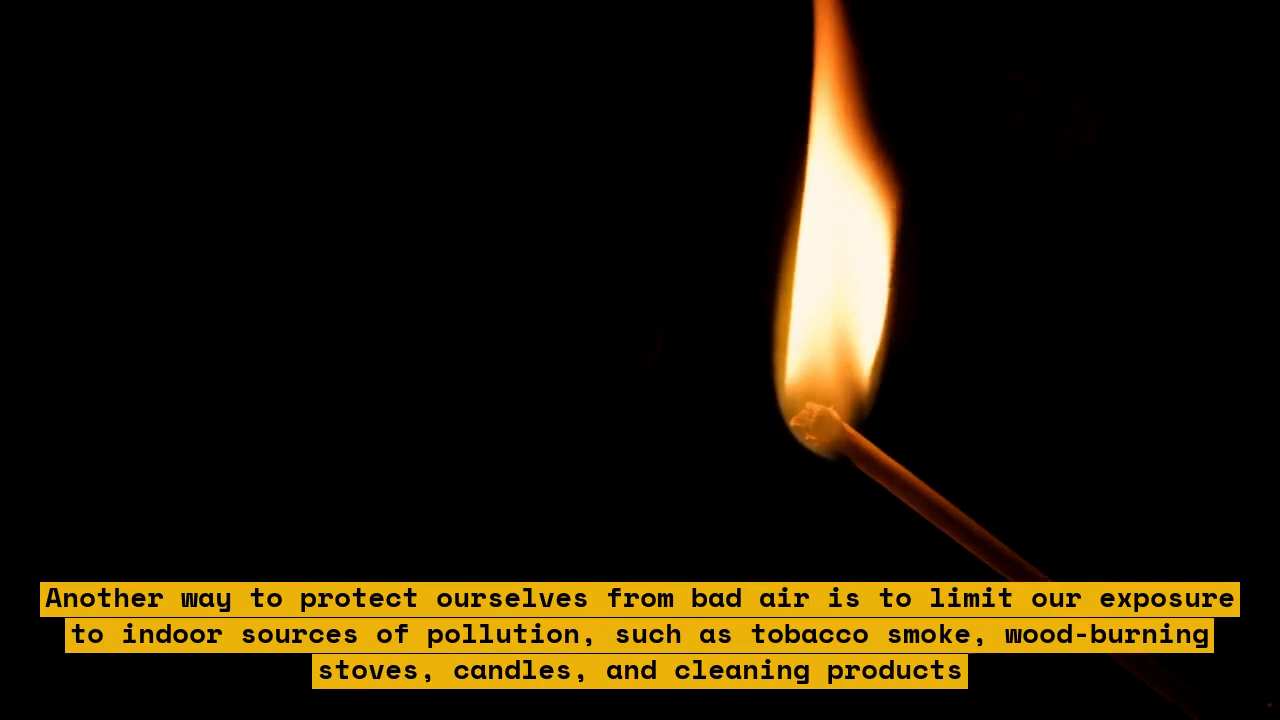 Another way to protect ourselves from bad air is to limit our exposure
to indoor sources of pollution, such as tobacco smoke, wood-burning
stoves, candles, and cleaning products